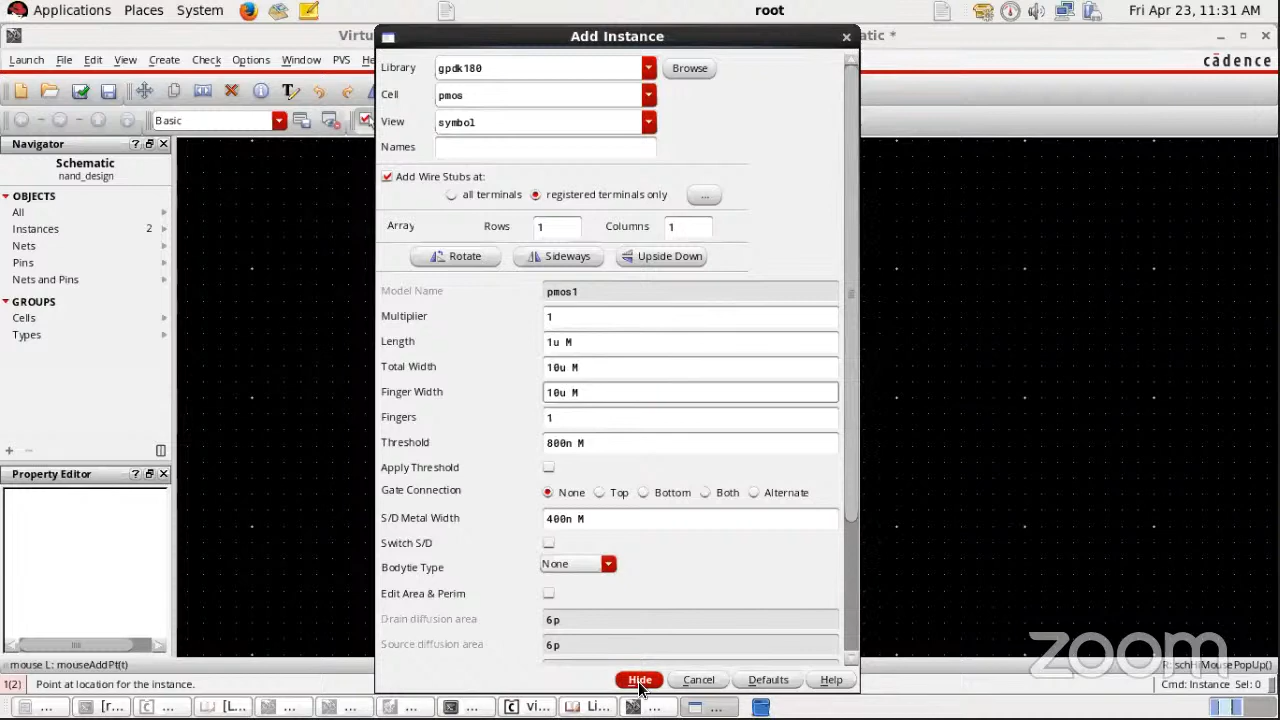 Applications Places System
root
Fri Apr 23, 11:31 AM
Virtu
Add Instance
atic *
Launch File Edit View Create Check Options Window PVS He
cādence
Basic
Navigator
Schematic
nand_design
OBJECTS
All
Instances 2
Nets
Pins
Nets and Pins
GROUPS
Cells
Types
Property Editor
Library gpdk180 Browse
Cell pmos
View symbol
Names
Add Wire Stubs at:
all terminals registered terminals only ...
Array Rows 1 Columns 1
Rotate Sideways Upside Down
Model Name pmos1
Multiplier 1
Length 1u M
Total Width 10u M
Finger Width 10u M
Fingers 1
Threshold 800n M
Apply Threshold
Gate Connection None Top Bottom Both Alternate
S/D Metal Width 400n M
Switch S/D
Bodytie Type None
Edit Area & Perim
Drain diffusion area 6p
Source diffusion area 6p
Hide Cancel Defaults Help
zoom
mouse L: mouseAddPt(t)
1(2) Point at location for the instance.
Cmd: Instance Sel: 0
... [r... C ... [L... ... ... ... ... Vi... Li... ... ...